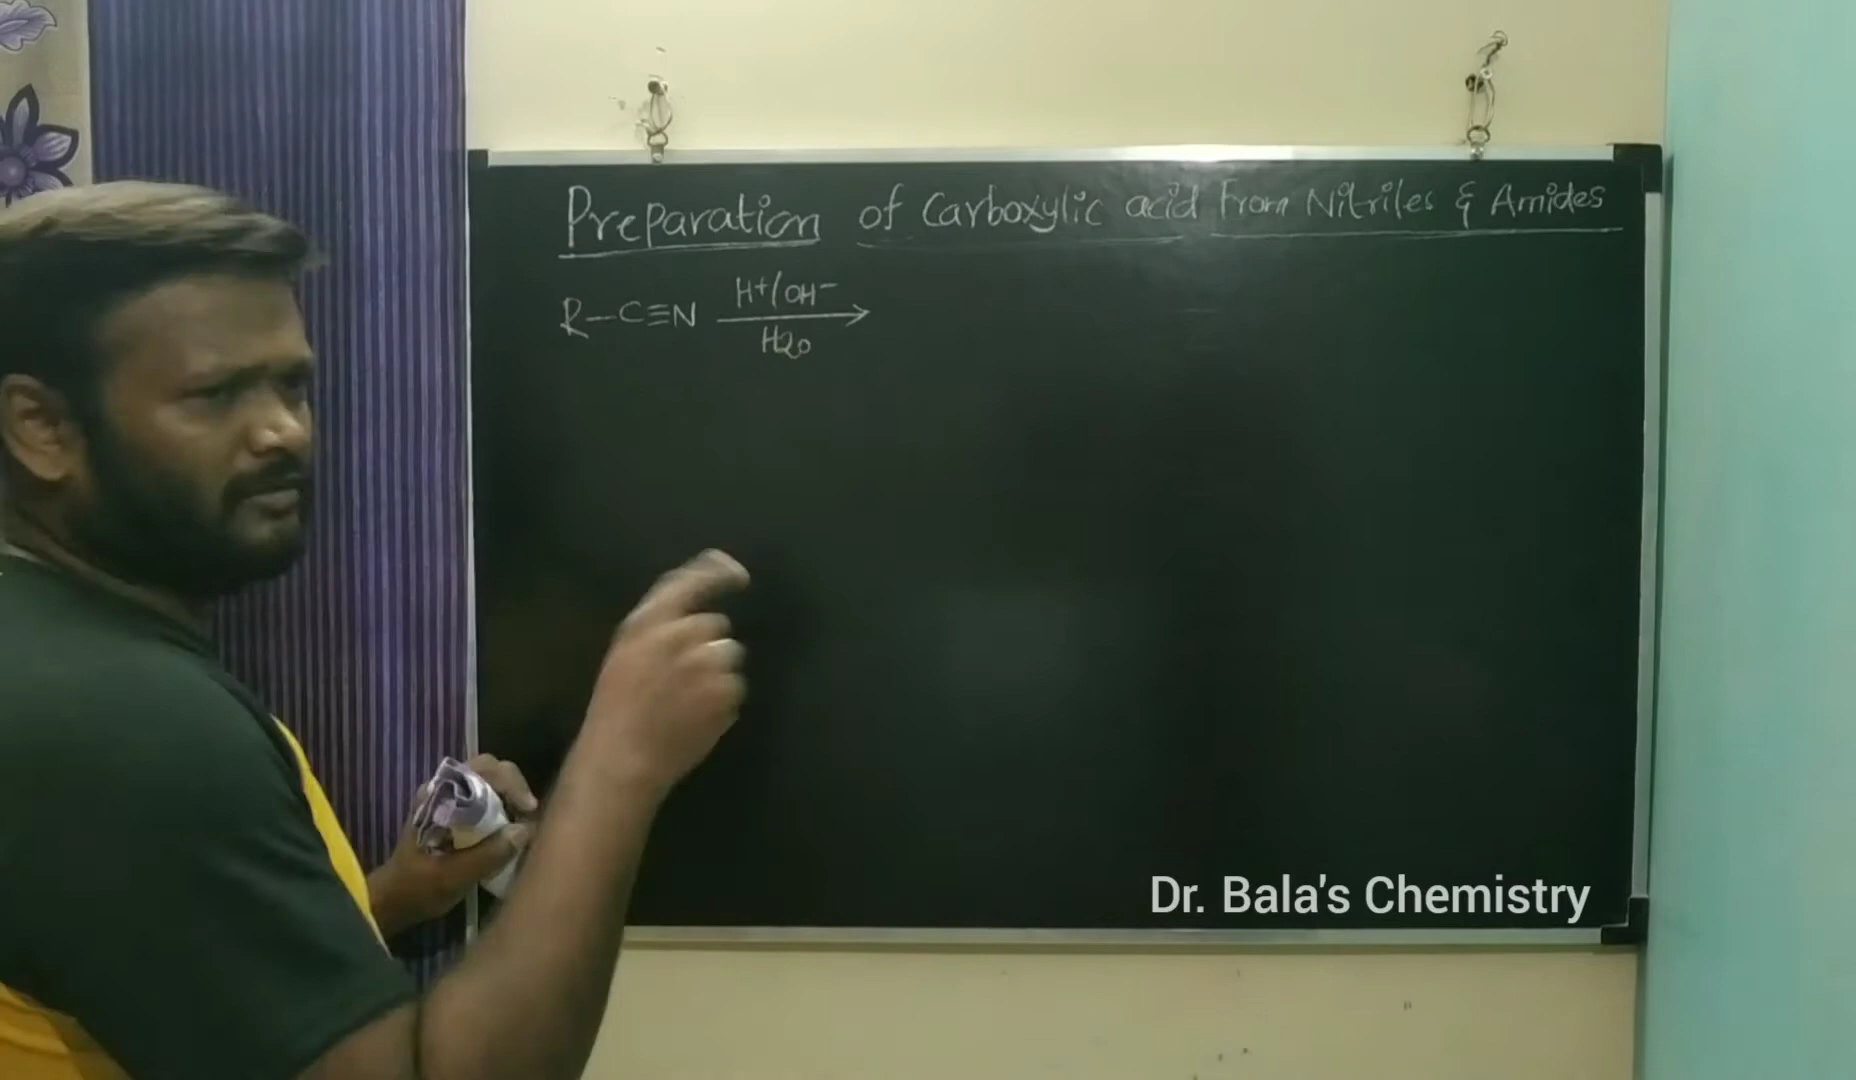 Preparation of Carboxylic acid From Nitriles & Amides
R-C≡N H+/OH- H2O
Dr. Bala's Chemistry